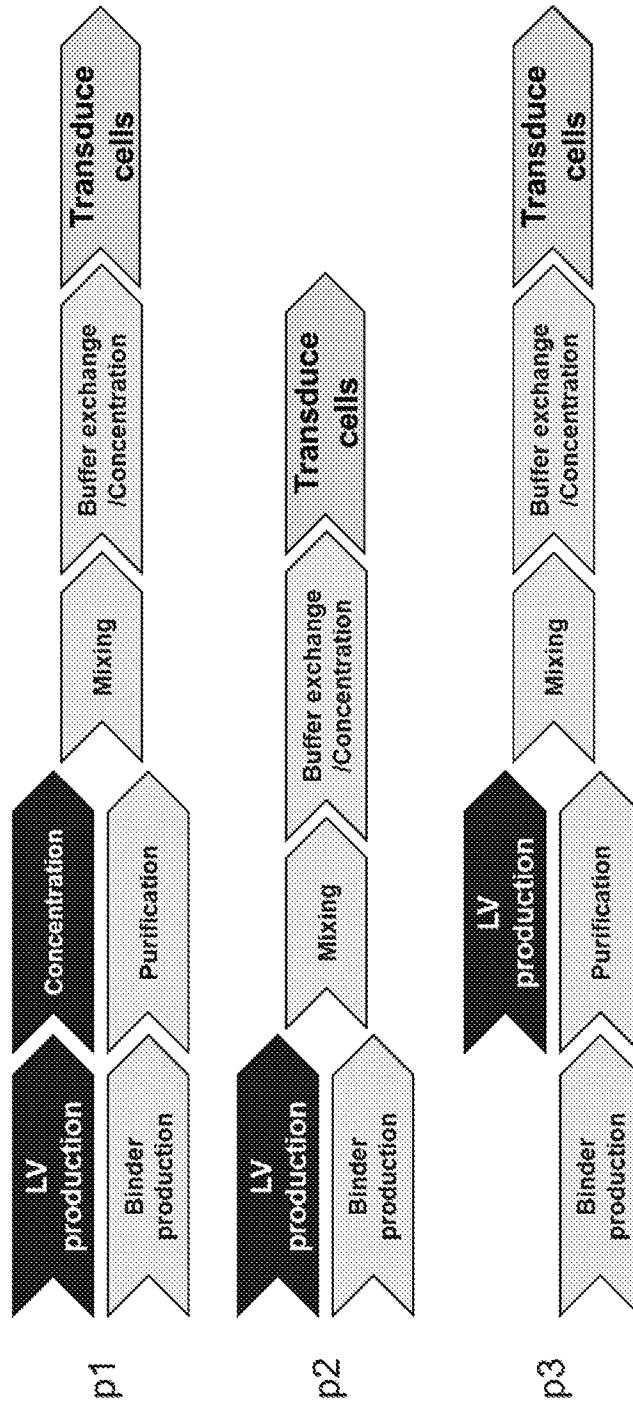 p1
LV
production
Concentration
Binder
production
Purification
Mixing
Buffer exchange
/Concentration
Transduce
cells
p2
LV
production
Binder
production
Mixing
Buffer exchange
/Concentration
Transduce
cells
p3
LV
production
Binder
production
Purification
Mixing
Buffer exchange
/Concentration
Transduce
cells